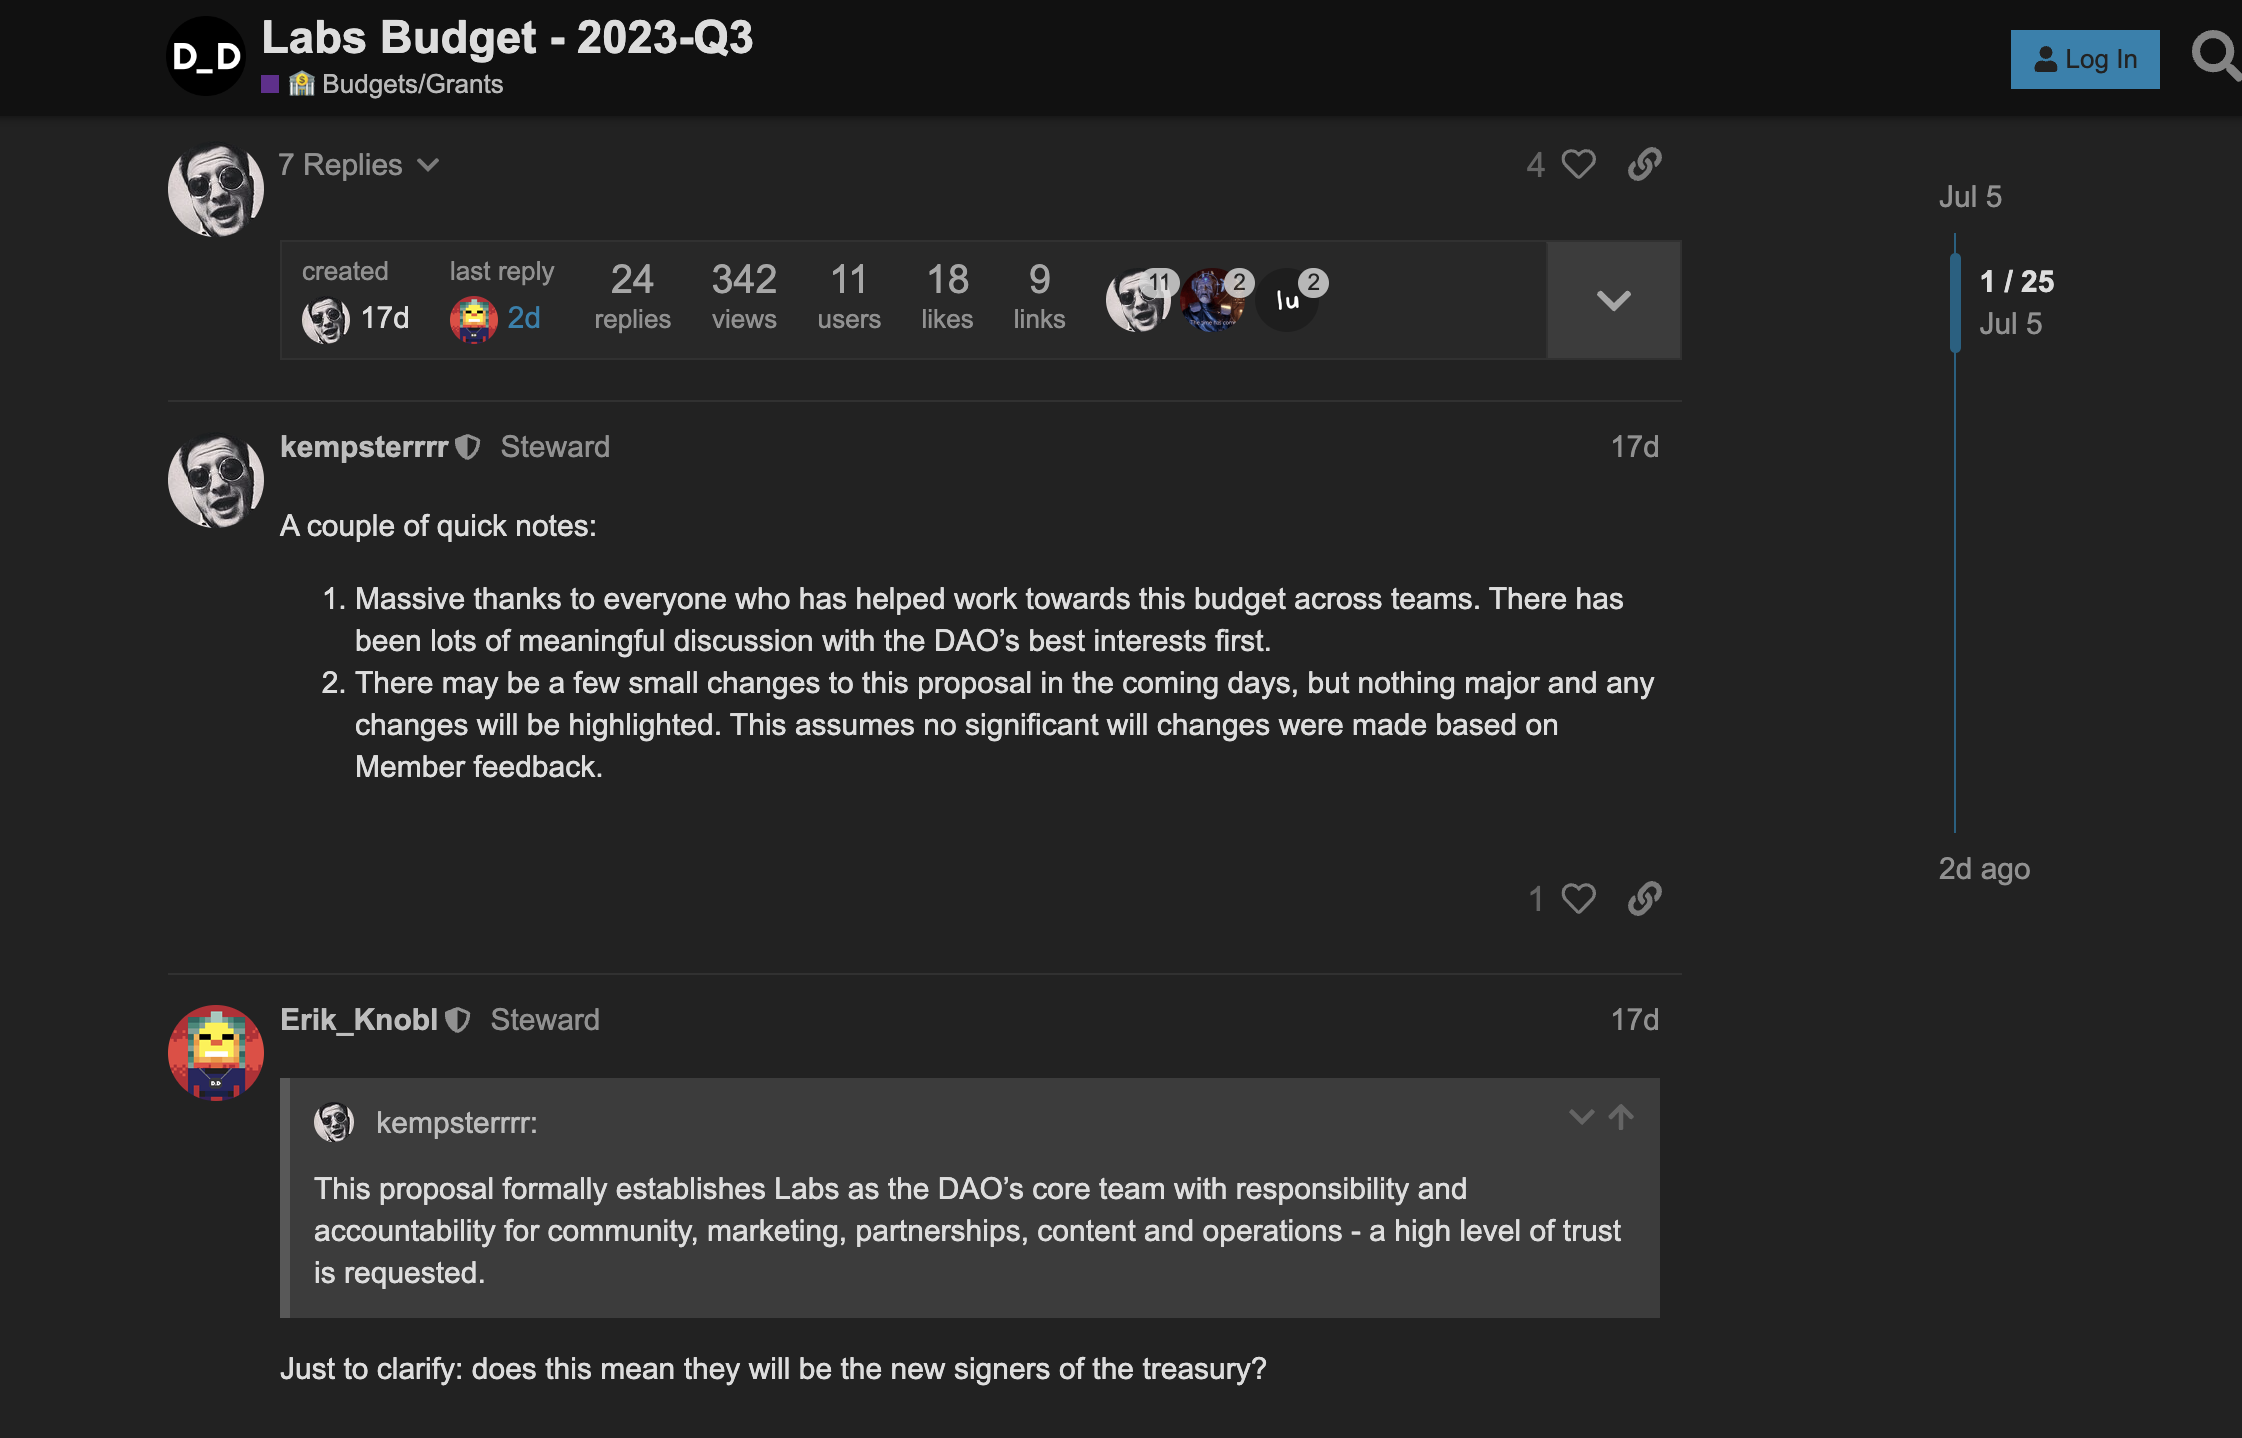 D_D
Labs Budget - 2023-Q3
Budgets/Grants
Log In
7 Replies
4
Jul 5
1 / 25
Jul 5
2d ago
created
17d
last reply
2d
24
replies
342
views
11
users
18
likes
9
links
11
2
lu
2
kempsterrrr Steward
17d
A couple of quick notes:
1. Massive thanks to everyone who has helped work towards this budget across teams. There has
been lots of meaningful discussion with the DAO’s best interests first.
2. There may be a few small changes to this proposal in the coming days, but nothing major and any
changes will be highlighted. This assumes no significant will changes were made based on
Member feedback.
1
Erik_Knobl Steward
17d
kempsterrrr:
This proposal formally establishes Labs as the DAO’s core team with responsibility and
accountability for community, marketing, partnerships, content and operations - a high level of trust
is requested.
Just to clarify: does this mean they will be the new signers of the treasury?